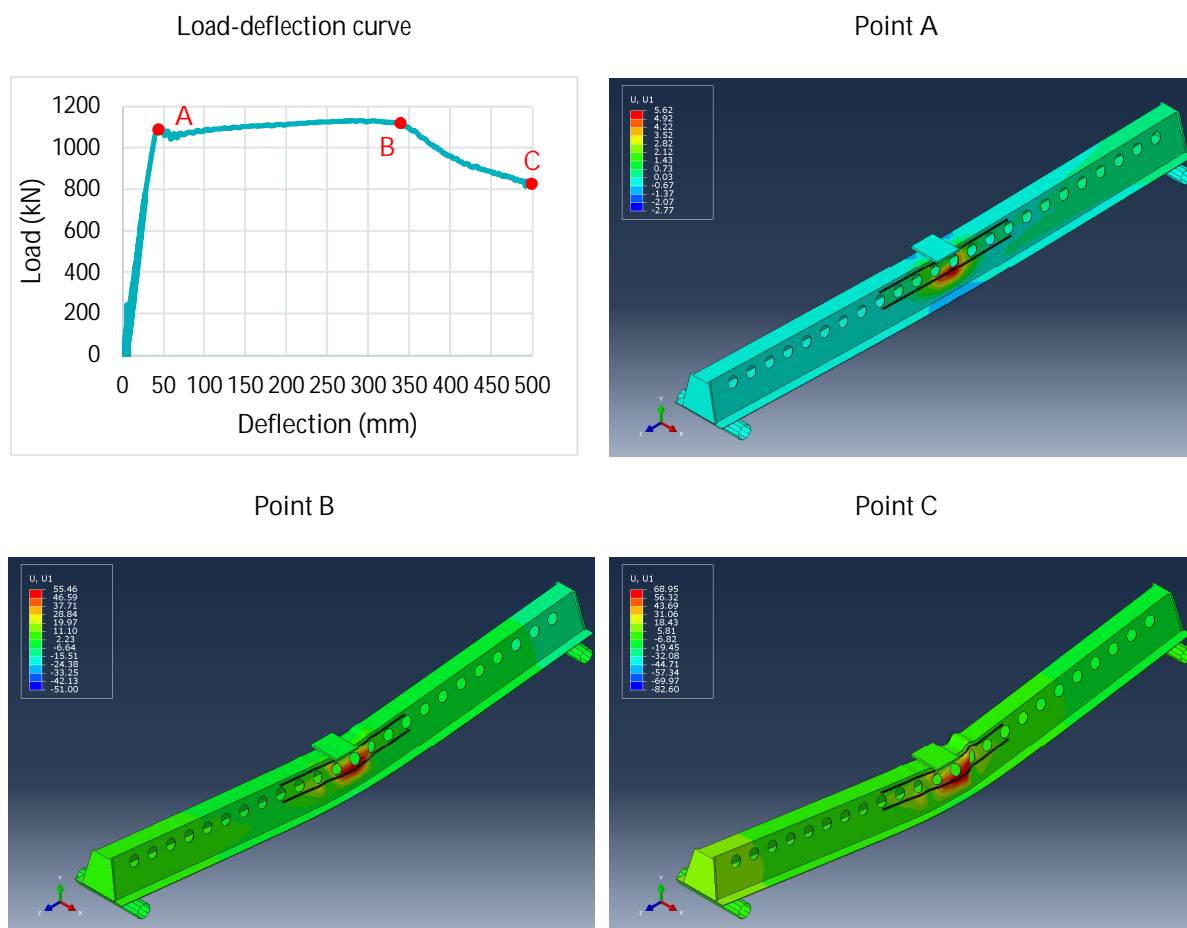 Load-deflection curve
Load (kN)
1200
1000
800
600
400
200
0
A
B
C
0 50 100 150 200 250 300 350 400 450 500
Deflection (mm)
Point A
U, U1
5.62
4.92
4.22
3.52
2.82
2.12
1.43
0.73
0.03
-0.67
-1.37
-2.07
-2.77
Y
Z X
Point B
U, U1
55.46
46.59
37.71
28.84
19.97
11.10
2.23
-6.64
-15.51
-24.38
-33.25
-42.13
-51.00
Y
Z X
Point C
U, U1
68.95
56.32
43.69
31.06
18.43
5.81
-6.82
-19.45
-32.08
-44.71
-57.34
-69.97
-82.60
Y
Z X